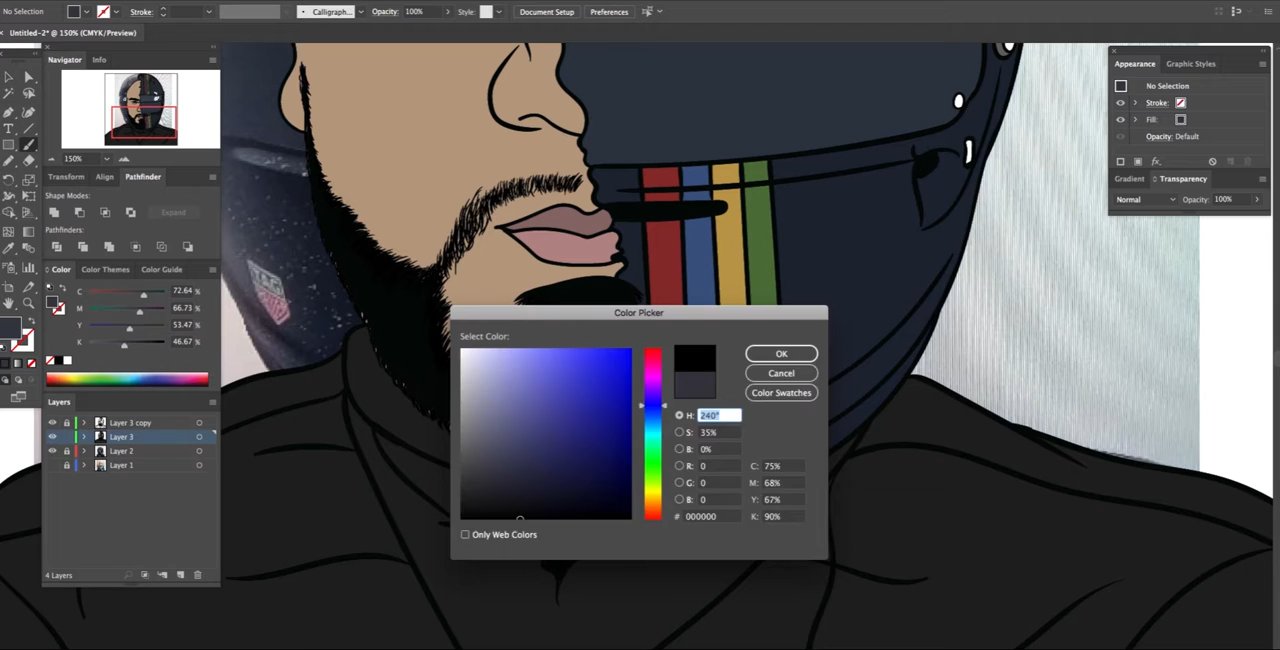 No Selection Stroke: Calligraph... Opacity: 100% Style: Document Setup Preferences
Untitled-2* @ 150% (CMYK/Preview)
Navigator Info
150%
Transform Align Pathfinder
Shape Modes:
Expand
Pathfinders:
Color Color Themes Color Guide
C 72.64 %
M 66.73 %
Y 53.47 %
K 46.67 %
Layers
Layer 3 copy
Layer 3
Layer 2
Layer 1
4 Layers
TAG
Color Picker
Select Color:
OK
Cancel
Color Swatches
H: 240°
S: 35%
B: 0%
R: 0 C: 75%
G: 0 M: 68%
B: 0 Y: 67%
# 000000 K: 90%
Only Web Colors
Appearance Graphic Styles
No Selection
Stroke:
Fill:
Opacity: Default
fx
Gradient Transparency
Normal Opacity: 100%